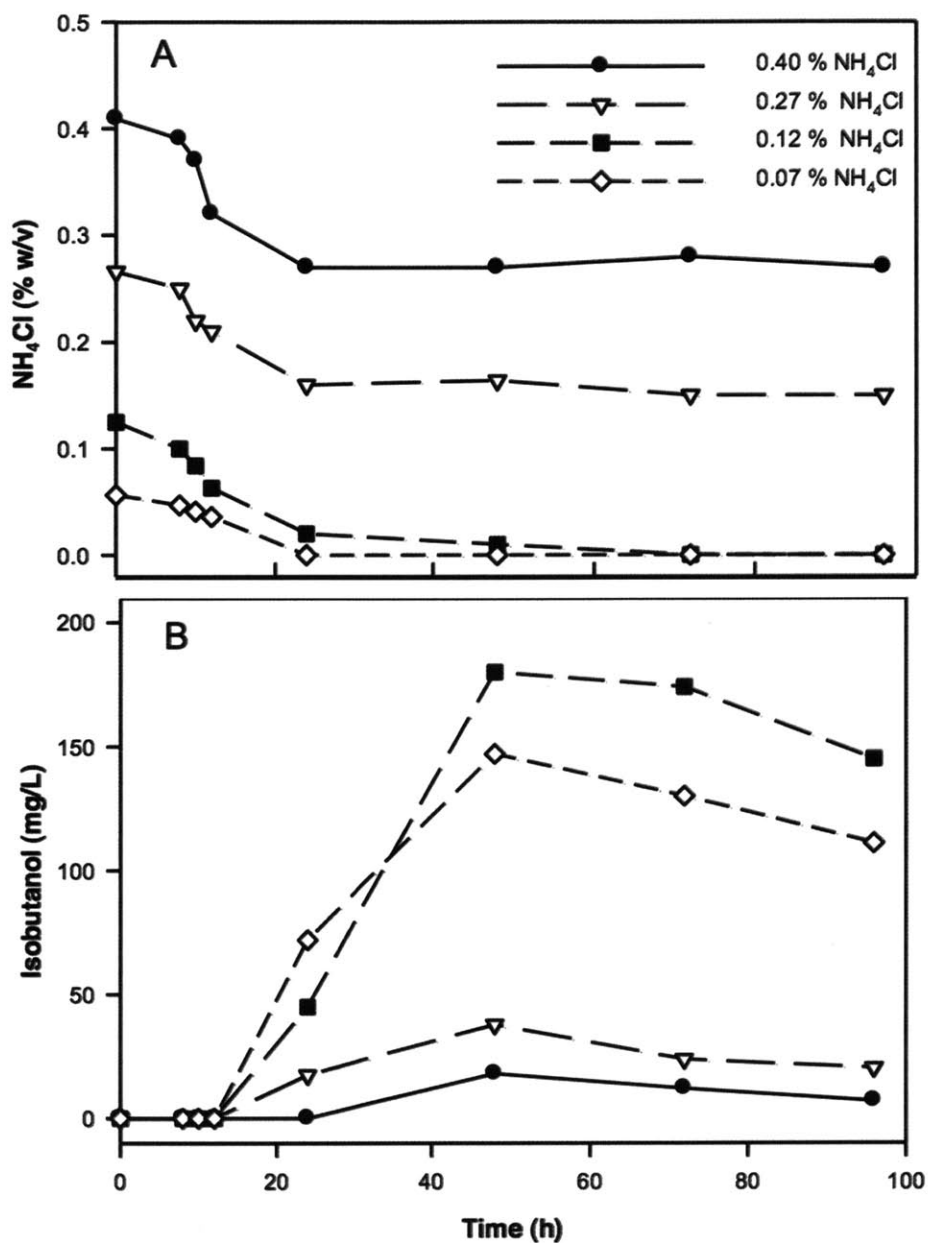 A
0.40 % NH₄Cl
0.27 % NH₄Cl
0.12 % NH₄Cl
0.07 % NH₄Cl
NH₄Cl (% w/v)
0.5
0.4
0.3
0.2
0.1
0.0
B
Isobutanol (mg/L)
200
150
100
50
0
0 20 40 60 80 100
Time (h)